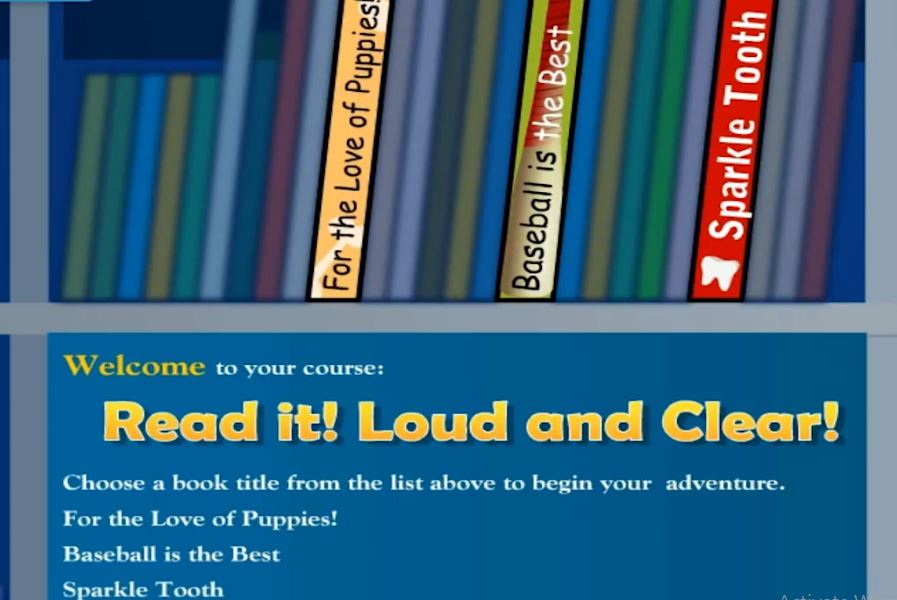 For the Love of Puppies!
Baseball is the Best
Sparkle Tooth
Welcome to your course:
Read it! Loud and Clear!
Choose a book title from the list above to begin your adventure.
For the Love of Puppies!
Baseball is the Best
Sparkle Tooth